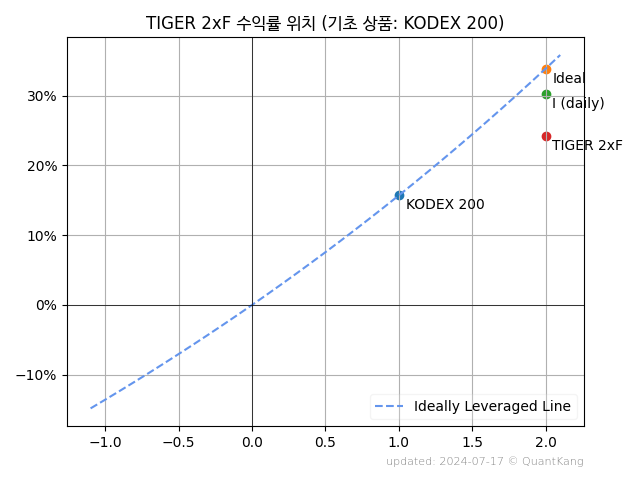 TIGER 2xF 수익률 위치 (기초 상품: KODEX 200)
Ideal
I (daily)
TIGER 2xF
KODEX 200
30%
20%
10%
0%
−10%
Ideally Leveraged Line
−1.0
−0.5
0.0
0.5
1.0
1.5
2.0
updated: 2024-07-17 © QuantKang